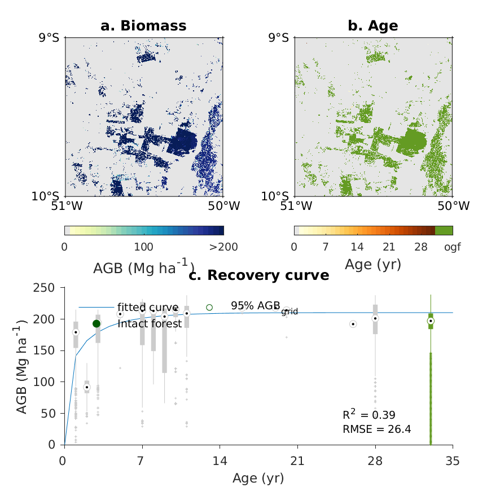 a. Biomass
b. Age
9°S
9°S
10°S
10°S
51°W
50°W
51°W
50°W
0
100
>200
0
7
14
21
28
ogf
AGB (Mg ha-1)
Age (yr)
c. Recovery curve
250
200
150
100
50
0
AGB (Mg ha-1)
fitted curve
95% AGBgrid
Intact forest
R2 = 0.39
RMSE = 26.4
0
7
14
21
28
35
Age (yr)